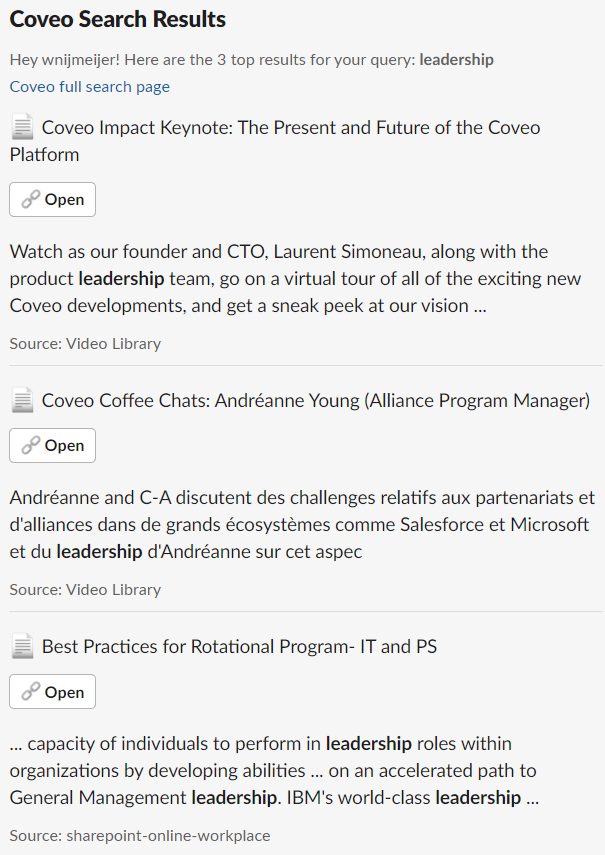 Coveo Search Results
Hey wnijmeijer! Here are the 3 top results for your query: leadership
Coveo full search page
Coveo Impact Keynote: The Present and Future of the Coveo
Platform
Open
Watch as our founder and CTO, Laurent Simoneau, along with the
product leadership team, go on a virtual tour of all of the exciting new
Coveo developments, and get a sneak peek at our vision ...
Source: Video Library
Coveo Coffee Chats: Andréanne Young (Alliance Program Manager)
Open
Andréanne and C-A discutent des challenges relatifs aux partenariats et
d'alliances dans de grands écosystèmes comme Salesforce et Microsoft
et du leadership d'Andréanne sur cet aspec
Source: Video Library
Best Practices for Rotational Program- IT and PS
Open
... capacity of individuals to perform in leadership roles within
organizations by developing abilities ... on an accelerated path to
General Management leadership. IBM's world-class leadership ...
Source: sharepoint-online-workplace